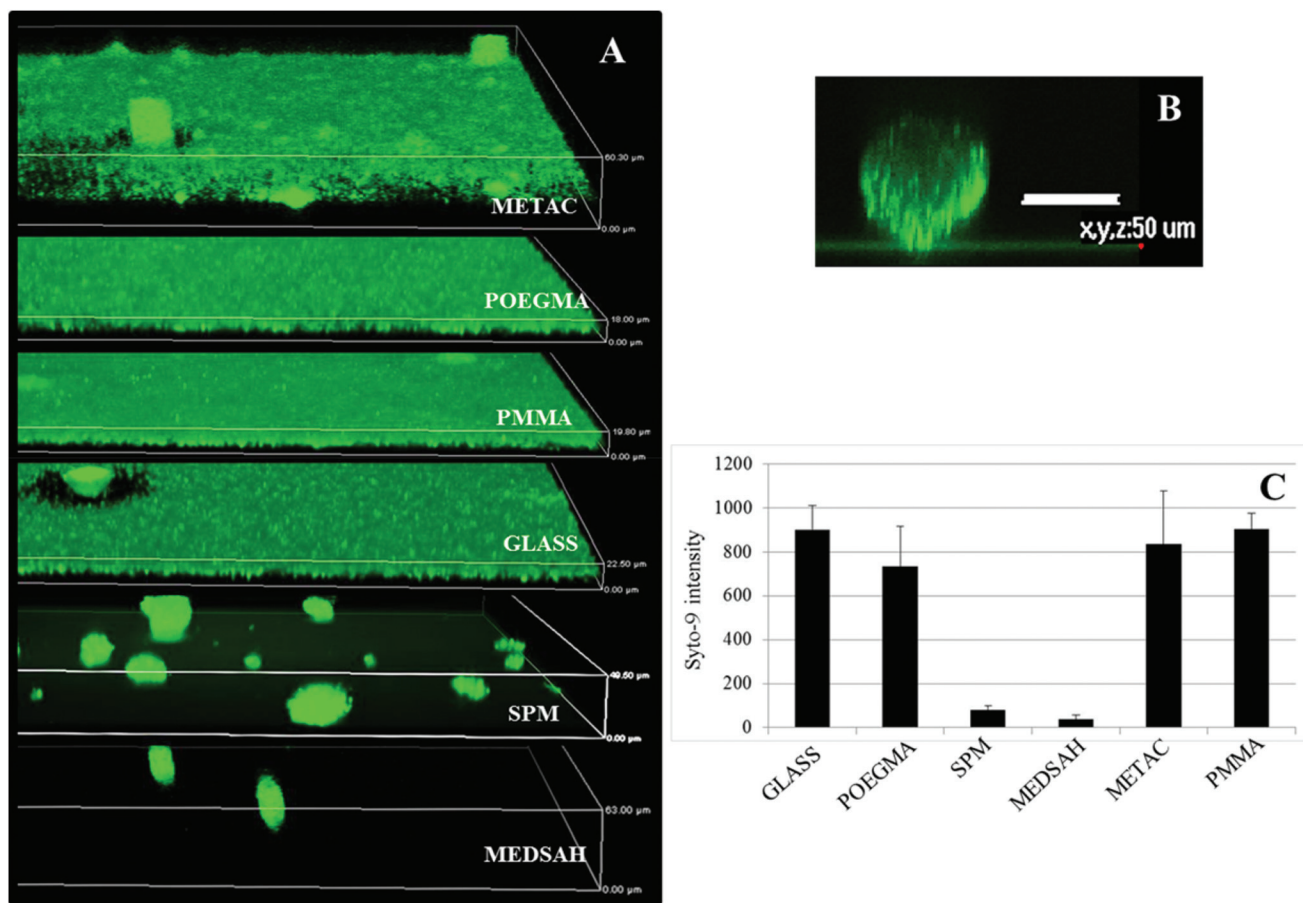 A
60.30 µm
METAC
0.00 µm
POEGMA
18.00 µm
0.00 µm
PMMA
19.80 µm
0.00 µm
GLASS
22.50 µm
0.00 µm
49.50 µm
SPM
0.00 µm
63.00 µm
MEDSAH
0.00 µm
B
x,y,z:50 um
C
Syto-9 intensity
1200
1000
800
600
400
200
0
GLASS
POEGMA
SPM
MEDSAH
METAC
PMMA